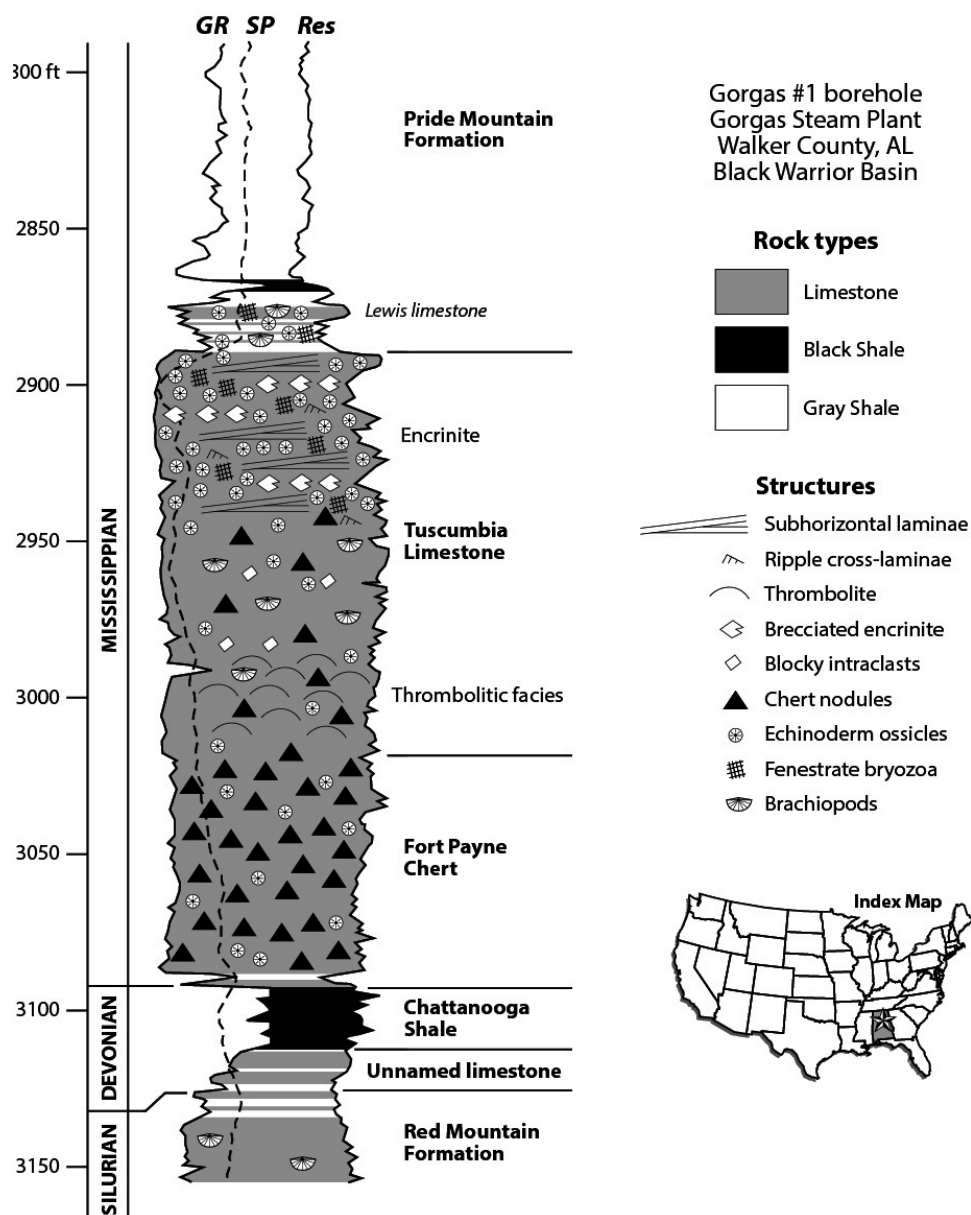 GR SP Res
800 ft
2850
2900
2950
3000
3050
3100
3150
MISSISSIPPIAN
DEVONIAN
SILURIAN
Pride Mountain
Formation
Lewis limestone
Encrinite
Tuscumbia
Limestone
Thrombolitic facies
Fort Payne
Chert
Chattanooga
Shale
Unnamed limestone
Red Mountain
Formation
Gorgas #1 borehole
Gorgas Steam Plant
Walker County, AL
Black Warrior Basin
Rock types
Limestone
Black Shale
Gray Shale
Structures
Subhorizontal laminae
Ripple cross-laminae
Thrombolite
Brecciated encrinite
Blocky intraclasts
Chert nodules
Echinoderm ossicles
Fenestrate bryozoa
Brachiopods
Index Map